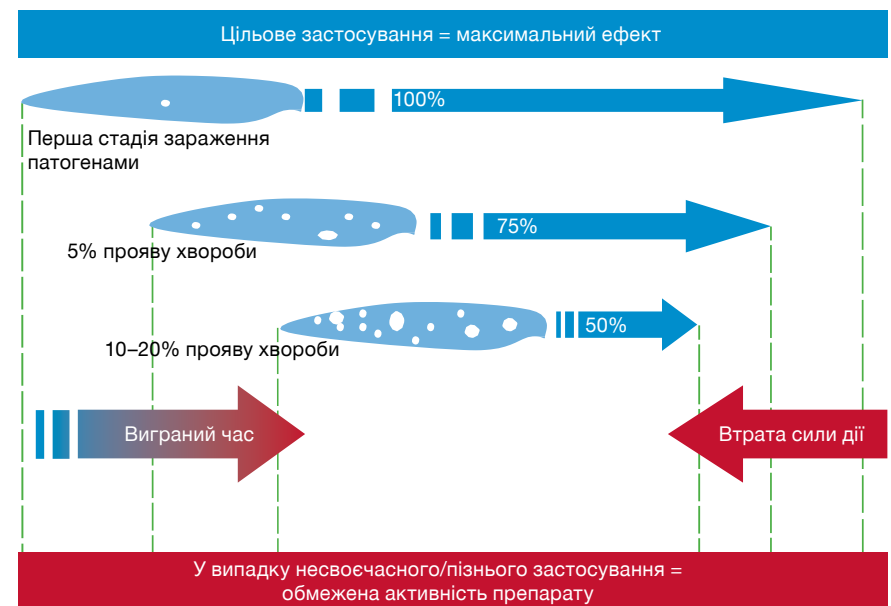 Цільове застосування = максимальний ефект
100%
Перша стадія зараження
патогенами
75%
5% прояву хвороби
50%
10–20% прояву хвороби
Виграний час
Втрата сили дії
У випадку несвоєчасного/пізнього застосування =
обмежена активність препарату